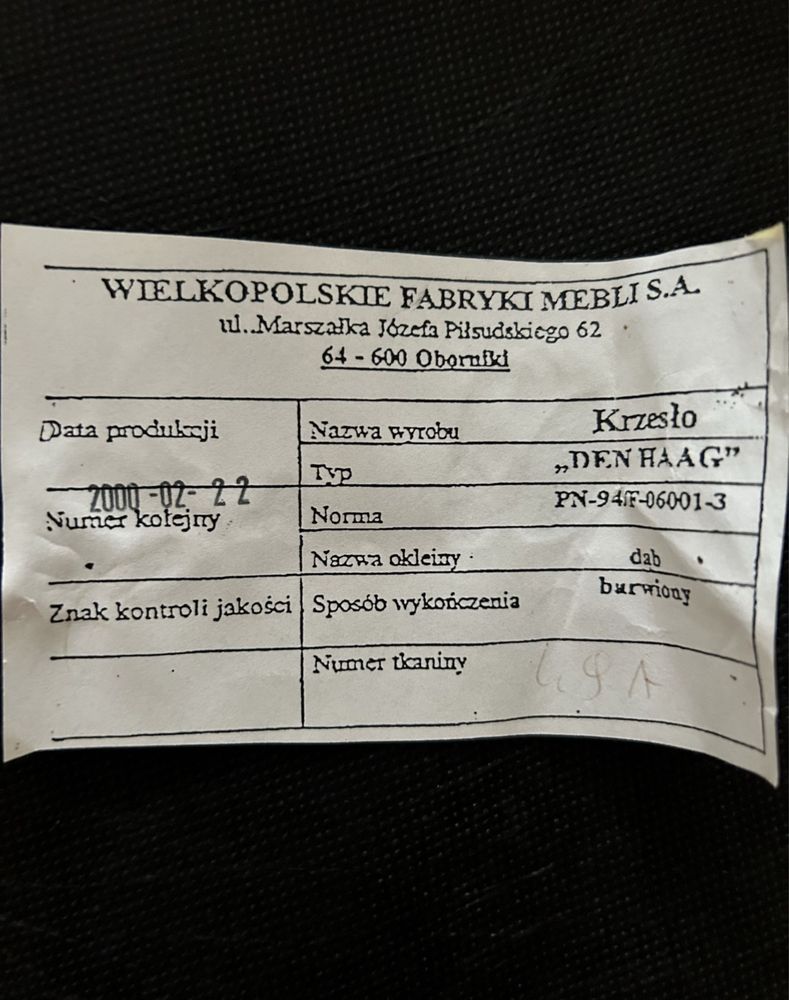 WIELKOPOLSKIE FABRYKI MEBLI S.A.
ul..Marszałka Józefa Piłsudskiego 62
64 - 600 Oborniki
Data produkcji
2000 -02- 22
Numer kolejny
Znak kontroli jakości
Nazwa wyrobu Krzesło
Typ „DEN HAAG”
Norma PN-94/F-06001-3
Nazwa okleiny dąb
Sposób wykończenia barwiony
Numer tkaniny